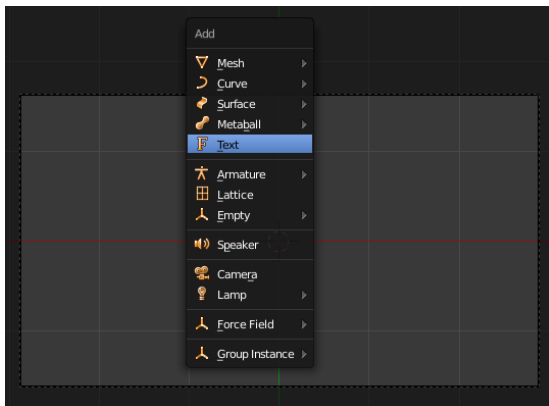 Add
Mesh
Curve
Surface
Metaball
Text
Armature
Lattice
Empty
Speaker
Camera
Lamp
Force Field
Group Instance